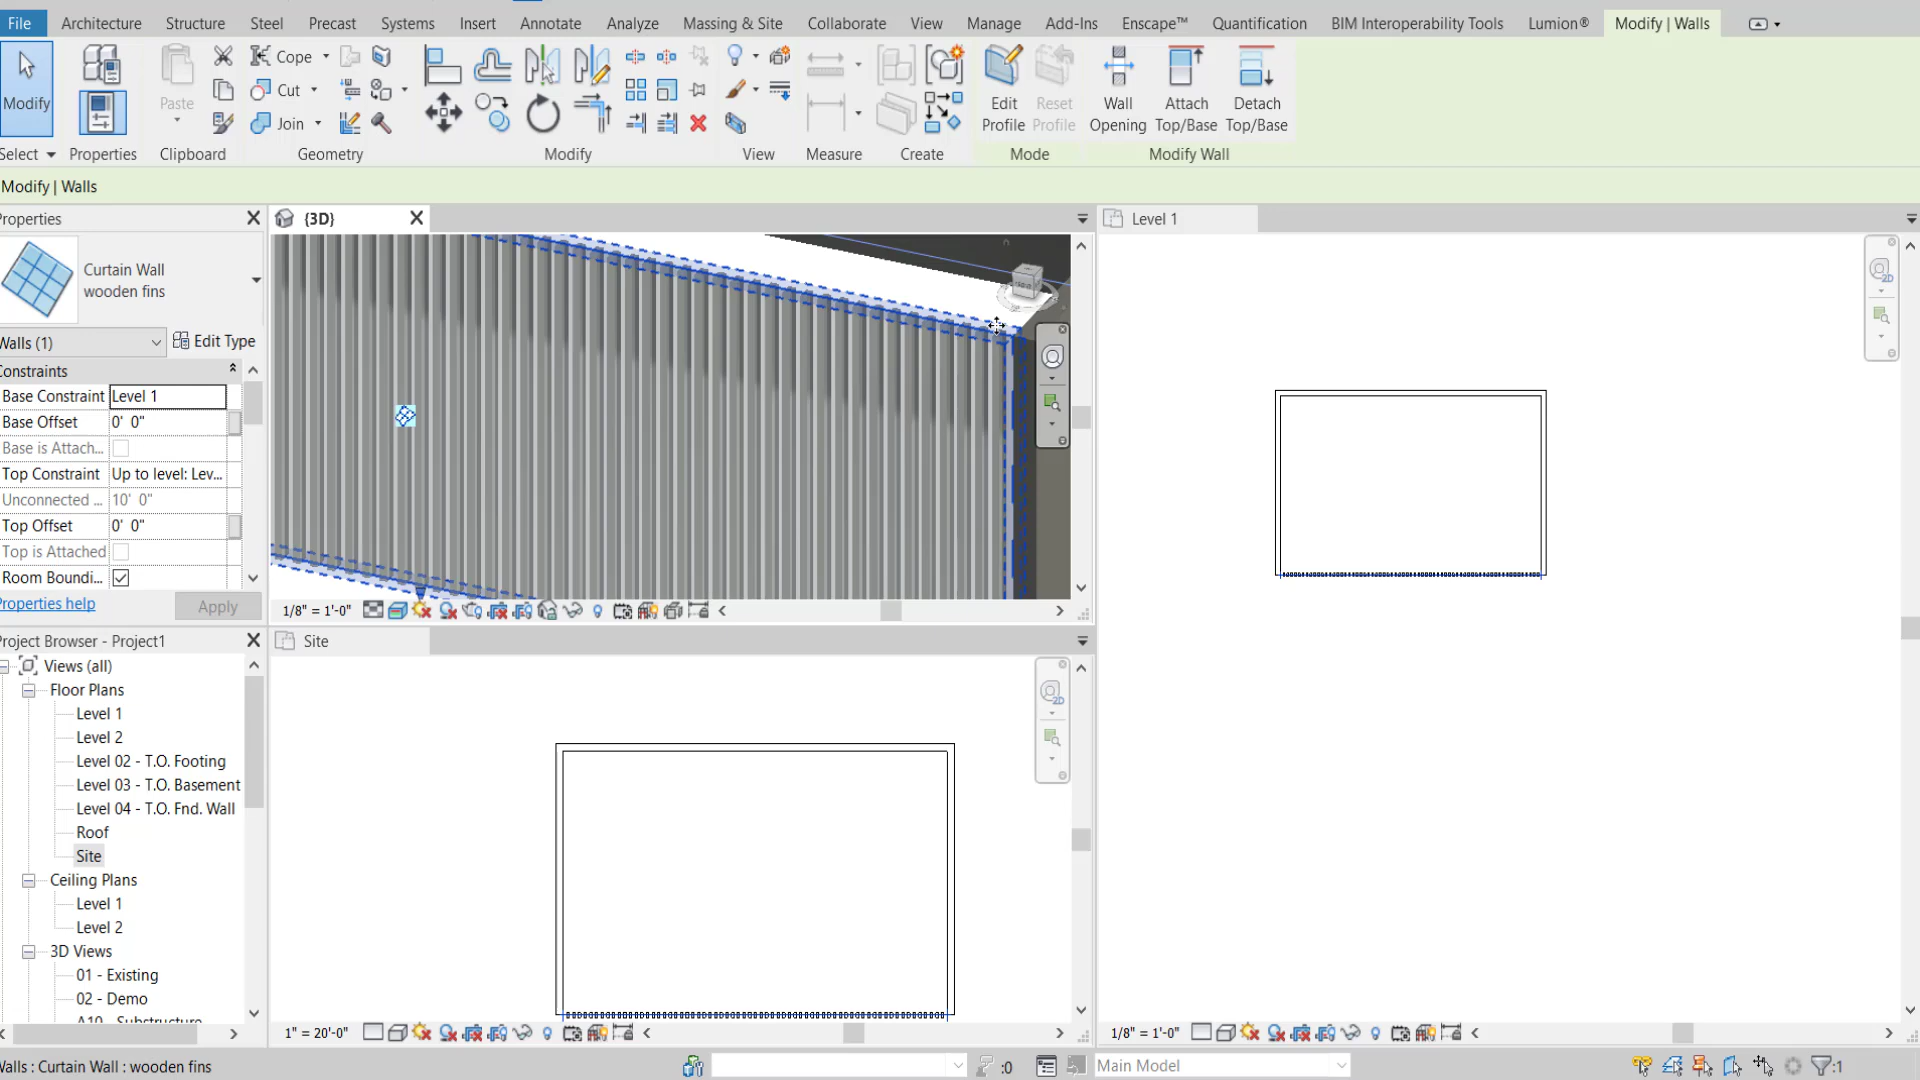 File Architecture Structure Steel Precast Systems Insert Annotate Analyze Massing & Site Collaborate View Manage Add-Ins Enscape™ Quantification BIM Interoperability Tools Lumion® Modify | Walls
Modify
Paste
Cope
Cut
Join
Edit Profile
Reset Profile
Wall Opening
Attach Top/Base
Detach Top/Base
Select Properties Clipboard Geometry Modify View Measure Create Mode Modify Wall
Modify | Walls
Properties
{3D}
Level 1
Curtain Wall
wooden fins
Walls (1)
Edit Type
Constraints
Base Constraint Level 1
Base Offset 0' 0"
Base is Attach...
Top Constraint Up to level: Lev...
Unconnected ... 10' 0"
Top Offset 0' 0"
Top is Attached
Room Boundi...
Properties help
Apply
1/8" = 1'-0"
Project Browser - Project1
Site
Views (all)
Floor Plans
Level 1
Level 2
Level 02 - T.O. Footing
Level 03 - T.O. Basement
Level 04 - T.O. Fnd. Wall
Roof
Site
Ceiling Plans
Level 1
Level 2
3D Views
01 - Existing
02 - Demo
A10 - Substructure
1" = 20'-0"
1/8" = 1'-0"
Walls : Curtain Wall : wooden fins
:0
Main Model
:1